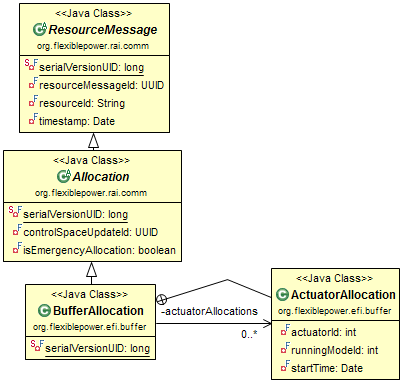 <<Java Class>>
ResourceMessage
org.flexiblepower.rai.comm
serialVersionUID: long
resourceMessageId: UUID
resourceId: String
timestamp: Date
<<Java Class>>
Allocation
org.flexiblepower.rai.comm
serialVersionUID: long
controlSpaceUpdateId: UUID
isEmergencyAllocation: boolean
<<Java Class>>
BufferAllocation
org.flexiblepower.efi.buffer
serialVersionUID: long
-actuatorAllocations
0..*
<<Java Class>>
ActuatorAllocation
org.flexiblepower.efi.buffer
actuatorId: int
runningModeId: int
startTime: Date